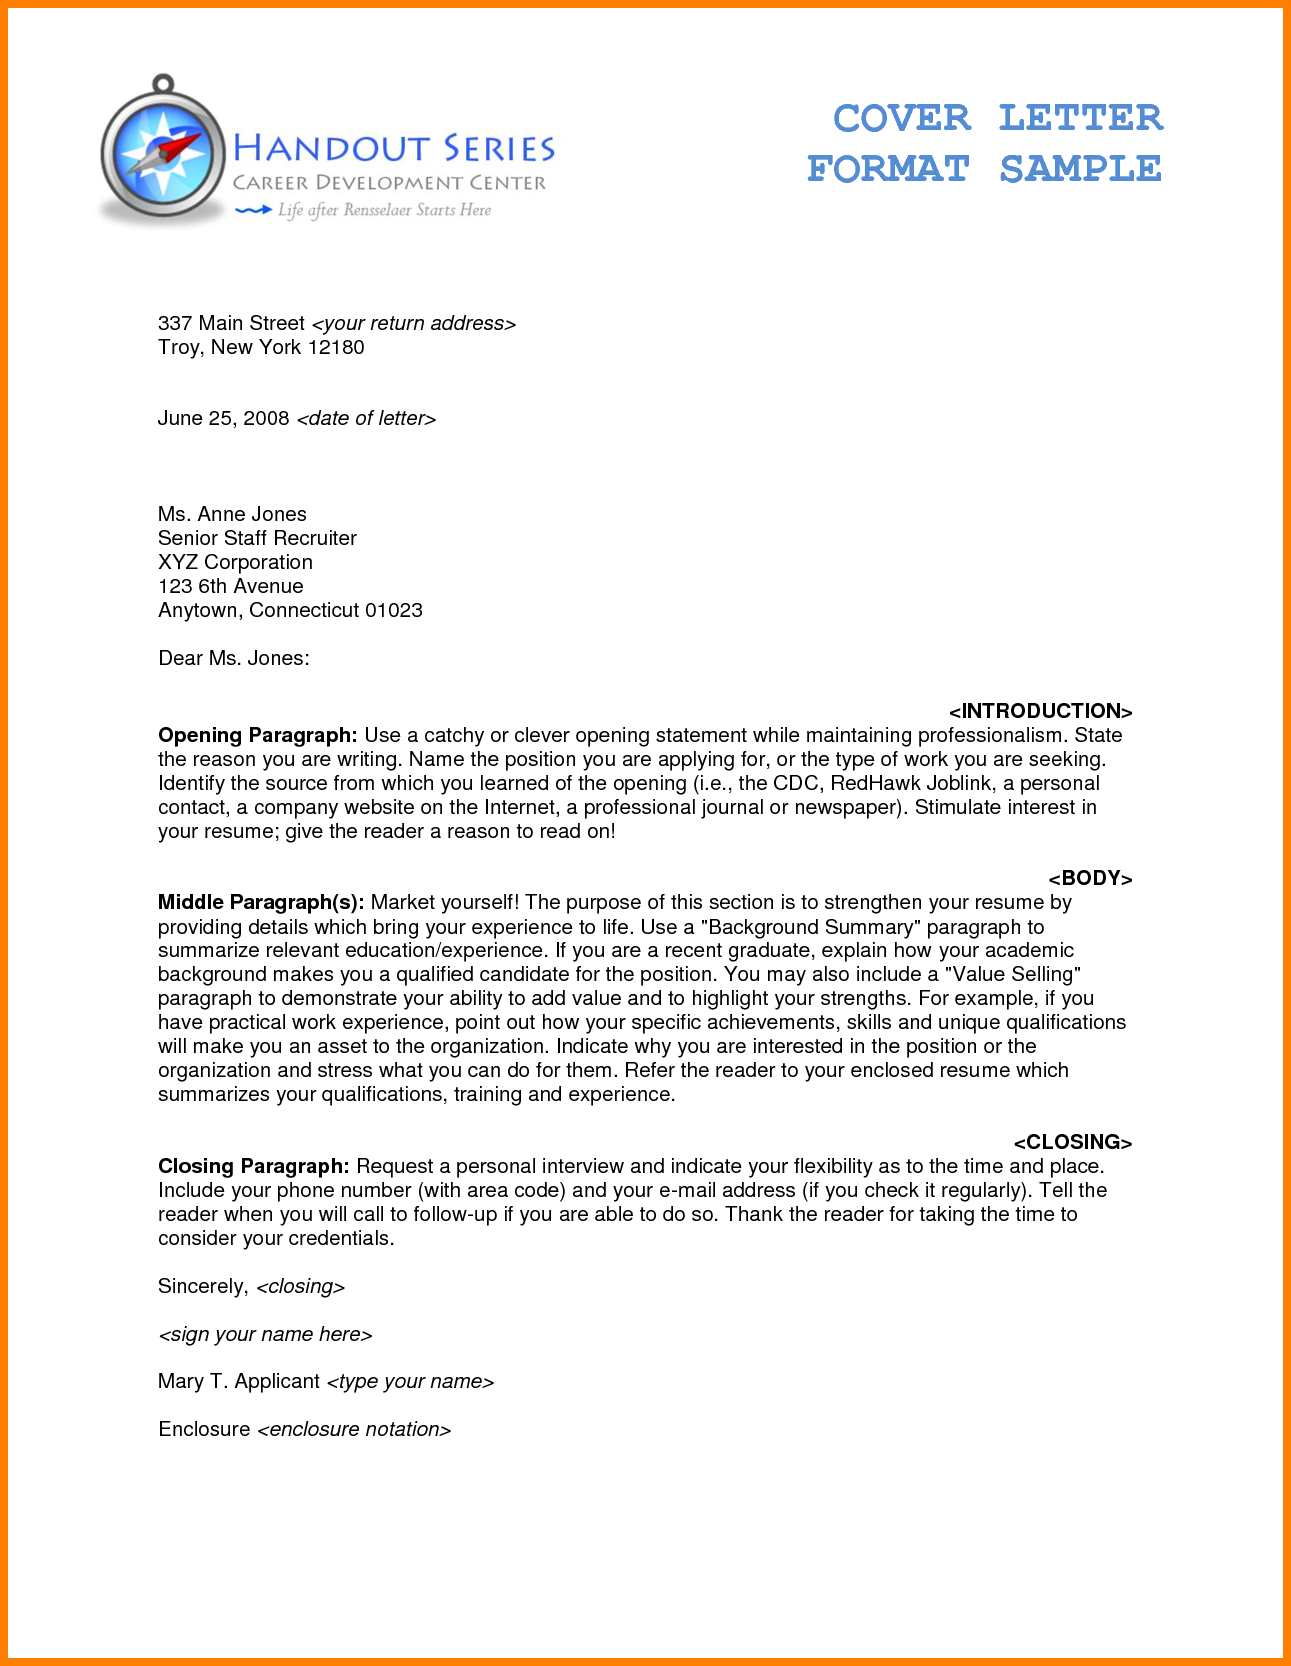 HANDOUT SERIES
CAREER DEVELOPMENT CENTER
Life after Rensselaer Starts Here
COVER LETTER
FORMAT SAMPLE
337 Main Street <your return address>
Troy, New York 12180
June 25, 2008 <date of letter>
Ms. Anne Jones
Senior Staff Recruiter
XYZ Corporation
123 6th Avenue
Anytown, Connecticut 01023
Dear Ms. Jones:
<INTRODUCTION>
Opening Paragraph: Use a catchy or clever opening statement while maintaining professionalism. State
the reason you are writing. Name the position you are applying for, or the type of work you are seeking.
Identify the source from which you learned of the opening (i.e., the CDC, RedHawk Joblink, a personal
contact, a company website on the Internet, a professional journal or newspaper). Stimulate interest in
your resume; give the reader a reason to read on!
<BODY>
Middle Paragraph(s): Market yourself! The purpose of this section is to strengthen your resume by
providing details which bring your experience to life. Use a "Background Summary" paragraph to
summarize relevant education/experience. If you are a recent graduate, explain how your academic
background makes you a qualified candidate for the position. You may also include a "Value Selling"
paragraph to demonstrate your ability to add value and to highlight your strengths. For example, if you
have practical work experience, point out how your specific achievements, skills and unique qualifications
will make you an asset to the organization. Indicate why you are interested in the position or the
organization and stress what you can do for them. Refer the reader to your enclosed resume which
summarizes your qualifications, training and experience.
<CLOSING>
Closing Paragraph: Request a personal interview and indicate your flexibility as to the time and place.
Include your phone number (with area code) and your e-mail address (if you check it regularly). Tell the
reader when you will call to follow-up if you are able to do so. Thank the reader for taking the time to
consider your credentials.
Sincerely, <closing>
<sign your name here>
Mary T. Applicant <type your name>
Enclosure <enclosure notation>